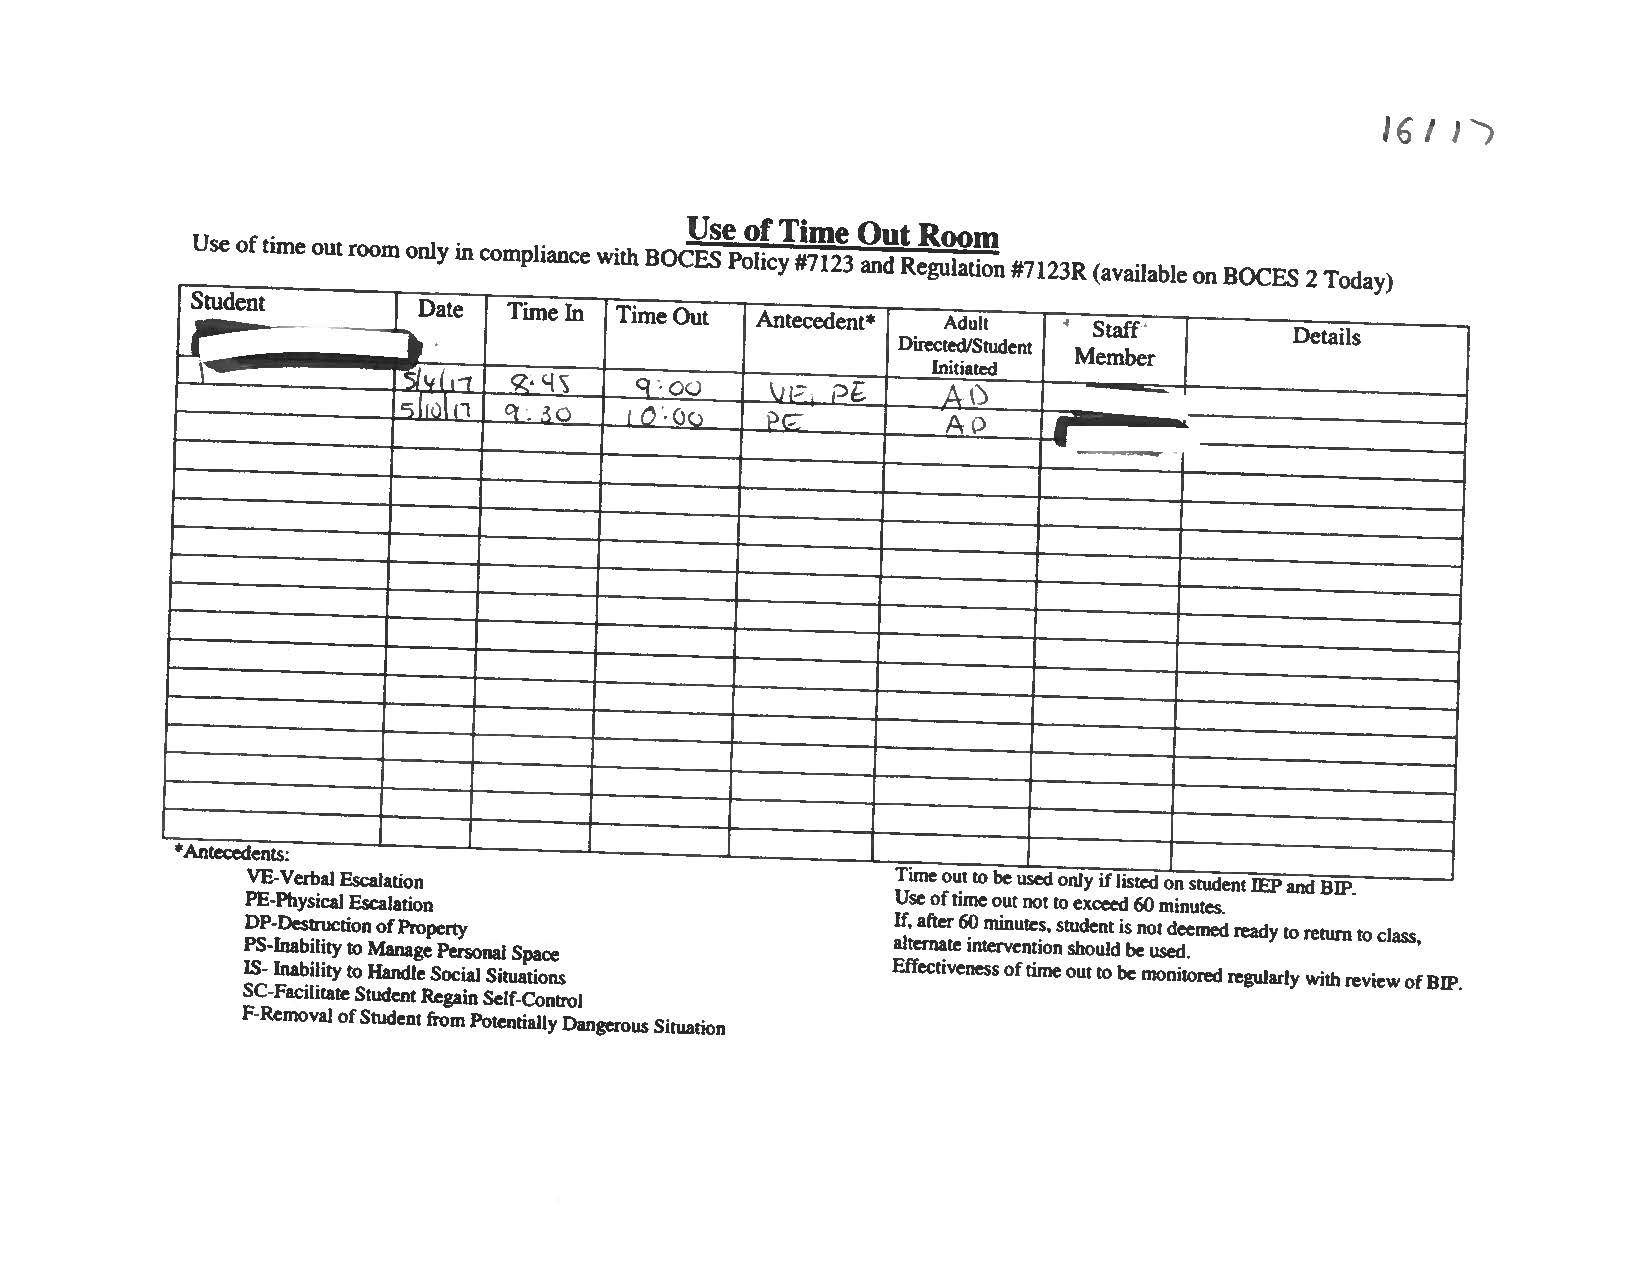 16/17
Use of Time Out Room
Use of time out room only in compliance with BOCES Policy #7123 and Regulation #7123R (available on BOCES 2 Today)
Student Date Time In Time Out Antecedent* Adult Directed/Student Initiated Staff Member Details
5/4/17 8:45 9:00 VE, PE AD
5/10/17 9:30 10:00 PE AD
*Antecedents:
VE-Verbal Escalation
PE-Physical Escalation
DP-Destruction of Property
PS-Inability to Manage Personal Space
IS- Inability to Handle Social Situations
SC-Facilitate Student Regain Self-Control
F-Removal of Student from Potentially Dangerous Situation
Time out to be used only if listed on student IEP and BIP.
Use of time out not to exceed 60 minutes.
If, after 60 minutes, student is not deemed ready to return to class,
alternate intervention should be used.
Effectiveness of time out to be monitored regularly with review of BIP.